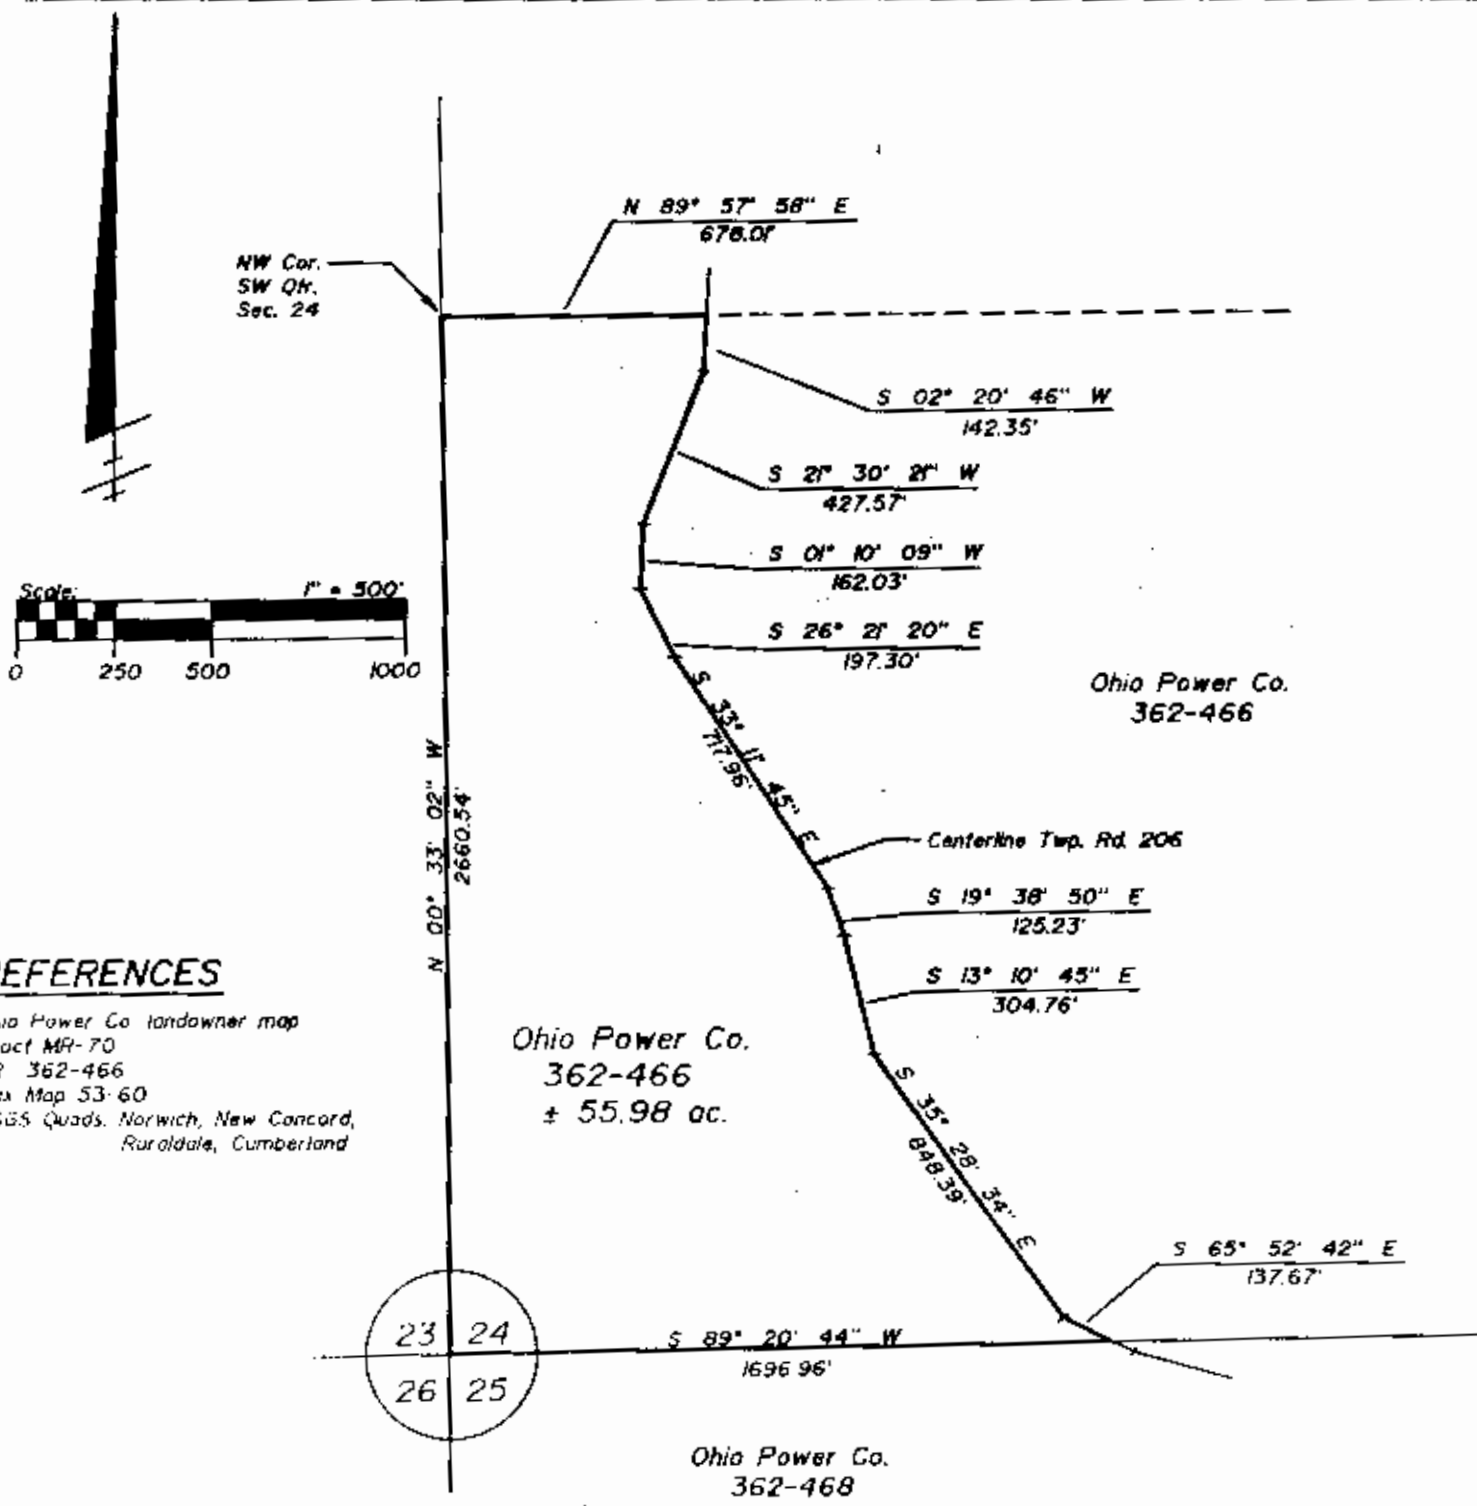 N 89° 57' 58" E
678.01'
NW Cor.
SW Qtr.
Sec. 24
S 02° 20' 46" W
142.35'
S 21° 30' 21" W
427.57'
S 01° 10' 09" W
162.03'
Scale: 1" = 500'
0 250 500 1000
S 26° 21' 20" E
197.30'
Ohio Power Co.
362-466
S 33° 11' 45" E
717.96'
N 00° 33' 02" W
2660.54'
Centerline Twp. Rd. 206
S 19° 38' 50" E
125.23'
S 13° 10' 45" E
304.76'
EFERENCES
Power Co landowner map
MR-70
362-466
Map 53-60
Quads. Norwich, New Concord,
Ruraldale, Cumberland
Ohio Power Co.
362-466
± 55.98 ac.
S 35° 28' 34" E
848.39'
S 65° 52' 42" E
137.67'
23 24
26 25
S 89° 20' 44" W
1696.96'
Ohio Power Co.
362-468